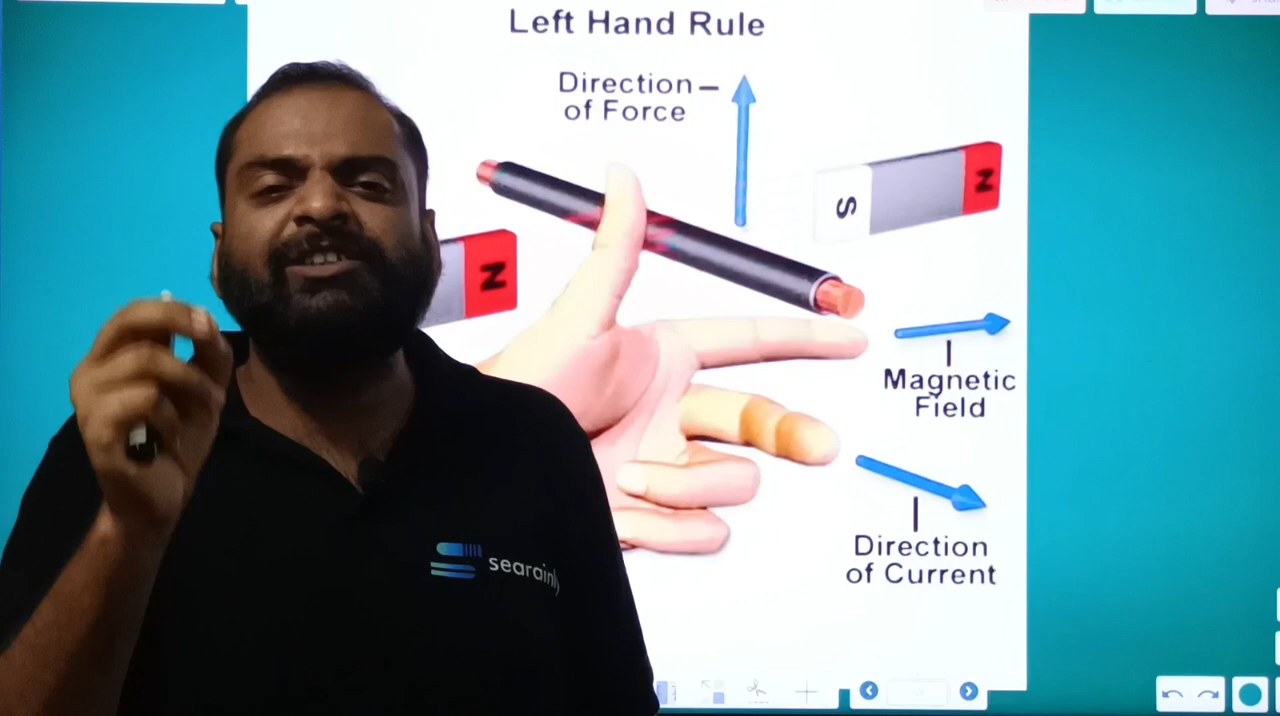 Left Hand Rule
Direction
of Force
S
N
N
Magnetic
Field
Direction
of Current
searainly